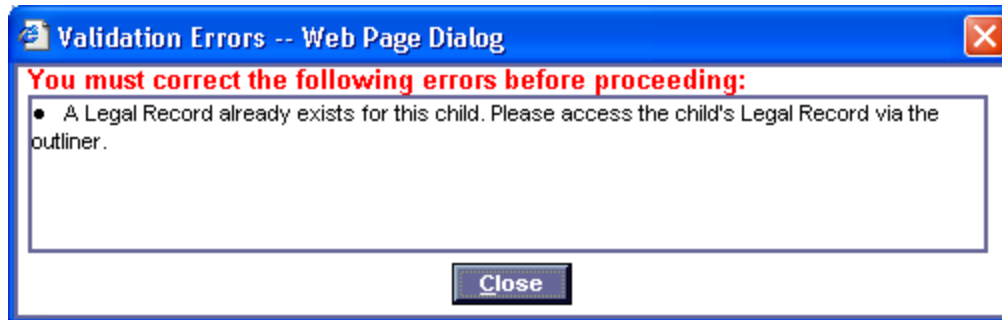 Validation Errors -- Web Page Dialog
You must correct the following errors before proceeding:
● A Legal Record already exists for this child. Please access the child's Legal Record via the
outliner.
Close